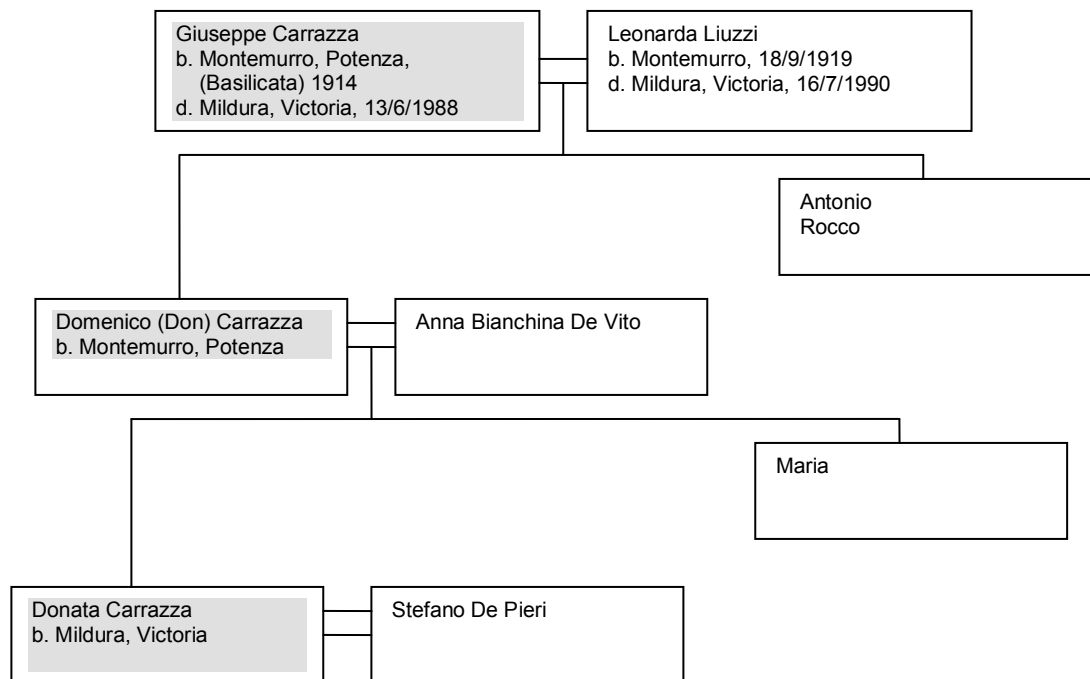 Giuseppe Carrazza
b. Montemurro, Potenza,
(Basilicata) 1914
d. Mildura, Victoria, 13/6/1988
Leonarda Liuzzi
b. Montemurro, 18/9/1919
d. Mildura, Victoria, 16/7/1990
Antonio
Rocco
Domenico (Don) Carrazza
b. Montemurro, Potenza
Anna Bianchina De Vito
Maria
Donata Carrazza
b. Mildura, Victoria
Stefano De Pieri